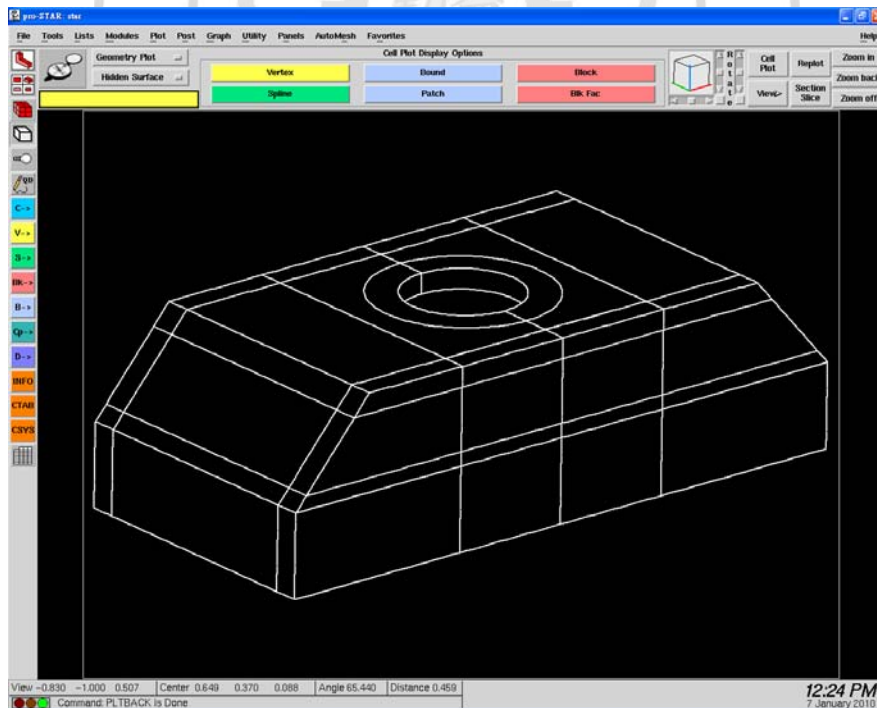 pro-STAR: star
File Tools Lists Modules Plot Post Graph Utility Panels AutoMesh Favorites Help
Geometry Plot
Hidden Surface
Cell Plot Display Options
Vertex Bound Block
Spline Patch Blk Fac
Rotate
Cell Plot
View->
Replot
Section Slice
Zoom in
Zoom back
Zoom off
C->
V->
S->
Bk->
B->
Cp->
D->
INFO
CTAB
CSYS
View -0.830 -1.000 0.507 Center 0.649 0.370 0.088 Angle 65.440 Distance 0.459
Command: PLTBACK is Done
12:24 PM
7 January 2010